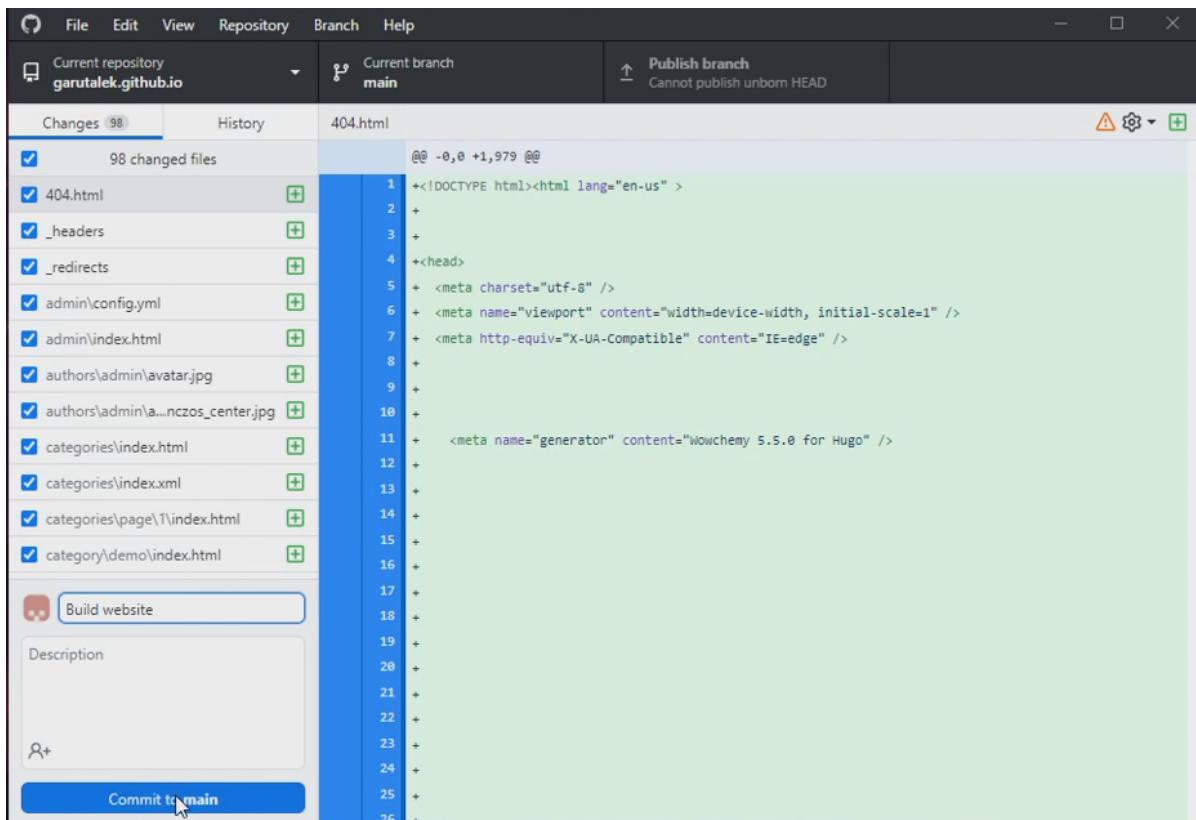 File Edit View Repository Branch Help
Current repository
garutalek.github.io
Current branch
main
Publish branch
Cannot publish unborn HEAD
Changes 98
History
404.html
98 changed files
404.html
_headers
_redirects
admin\config.yml
admin\index.html
authors\admin\avatar.jpg
authors\admin\a...nczos_center.jpg
categories\index.html
categories\index.xml
categories\page\1\index.html
category\demo\index.html
Build website
Description
Commit to main
@@ -0,0 +1,979 @@
1 +<!DOCTYPE html><html lang="en-us" >
2 +
3 +
4 +<head>
5 + <meta charset="utf-8" />
6 + <meta name="viewport" content="width=device-width, initial-scale=1" />
7 + <meta http-equiv="X-UA-Compatible" content="IE=edge" />
8 +
9 +
10 +
11 + <meta name="generator" content="Wowchemy 5.5.0 for Hugo" />
12 +
13 +
14 +
15 +
16 +
17 +
18 +
19 +
20 +
21 +
22 +
23 +
24 +
25 +
26